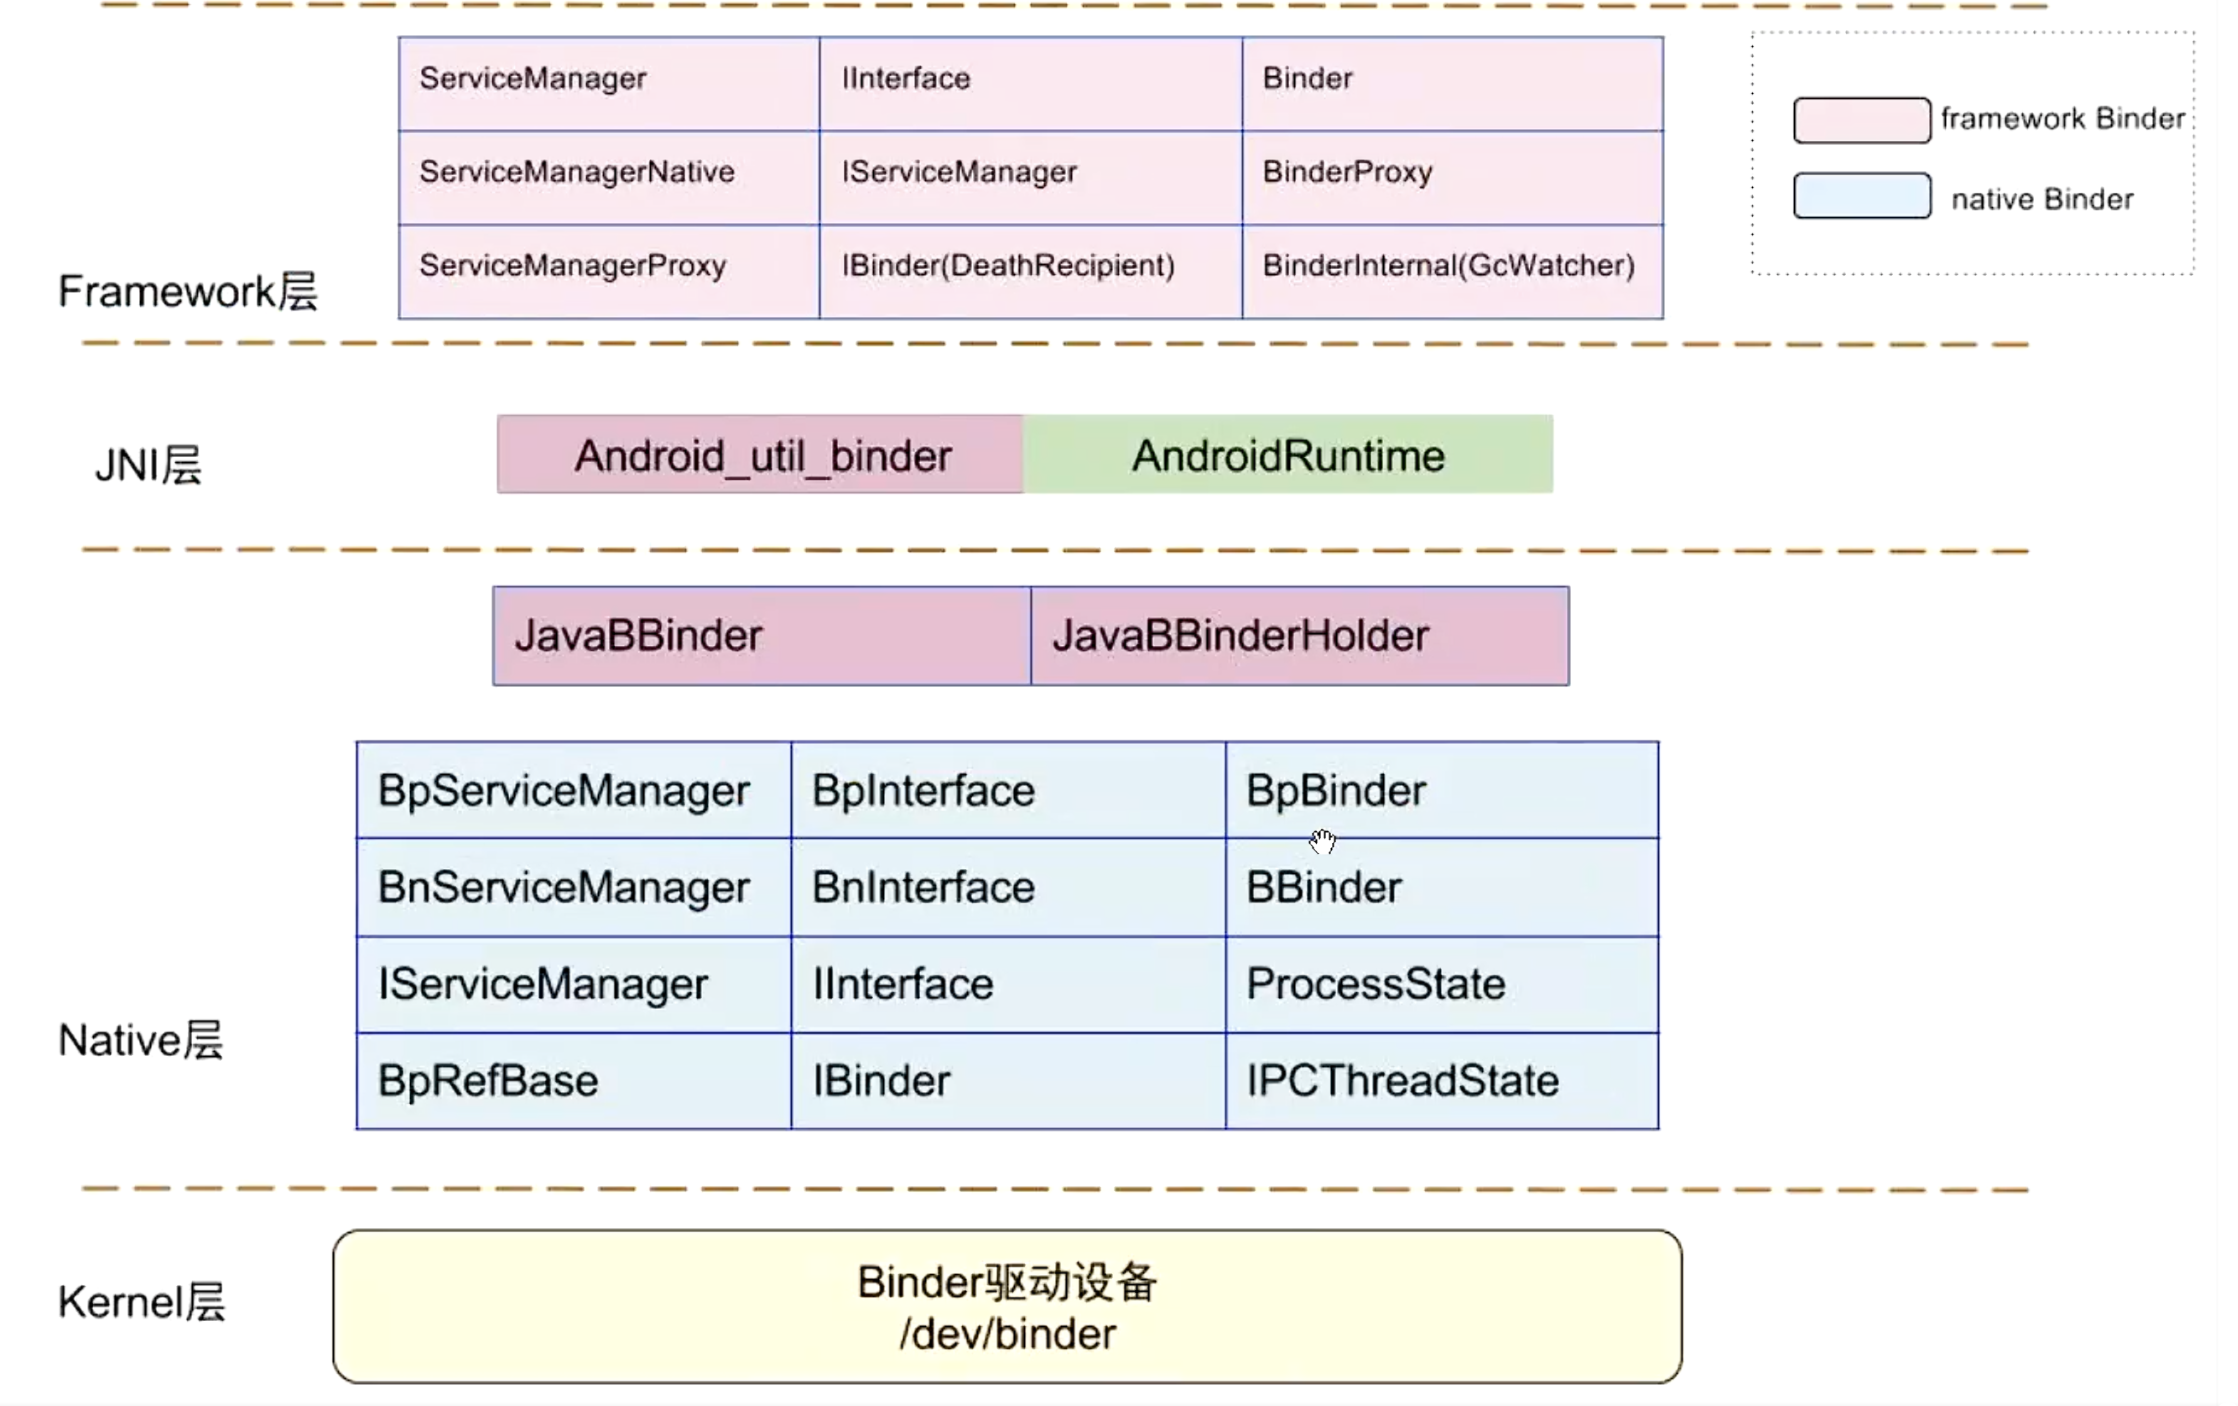 ServiceManager IInterface Binder
ServiceManagerNative IServiceManager BinderProxy
ServiceManagerProxy IBinder(DeathRecipient) BinderInternal(GcWatcher)
framework Binder
native Binder
Framework层
JNI层
Android_util_binder AndroidRuntime
JavaBBinder JavaBBinderHolder
BpServiceManager BpInterface BpBinder
BnServiceManager BnInterface BBinder
IServiceManager IInterface ProcessState
BpRefBase IBinder IPCThreadState
Native层
Kernel层
Binder驱动设备
/dev/binder